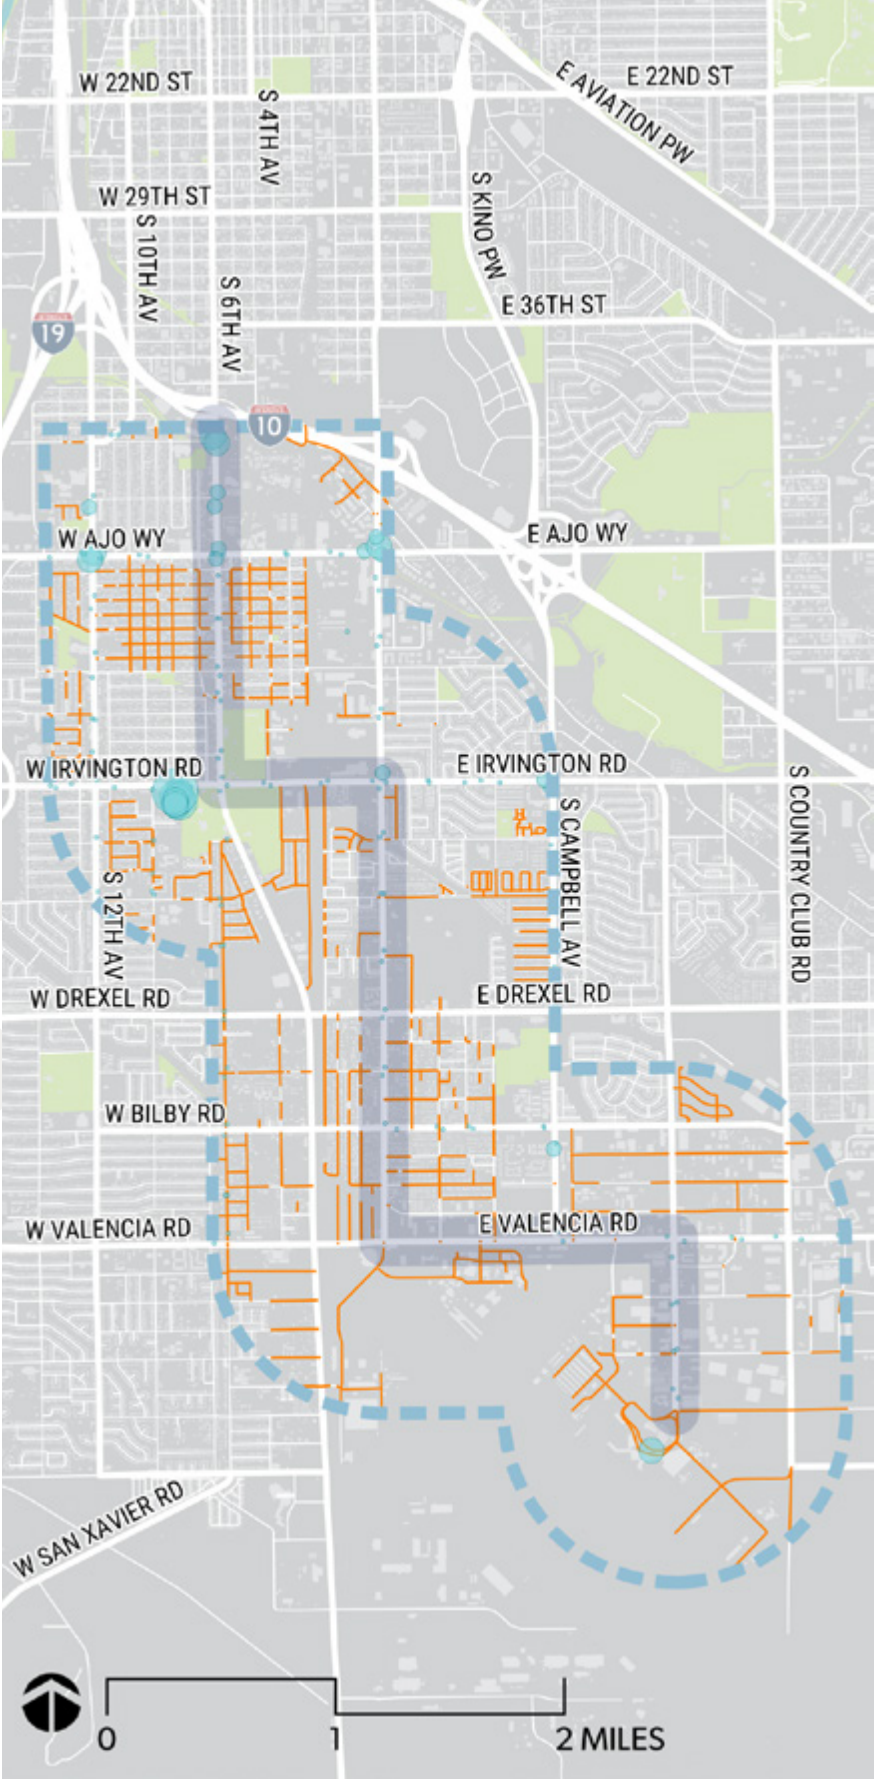 W 22ND ST
E 22ND ST
E AVIATION PW
S 4TH AV
W 29TH ST
S KINO PW
S 10TH AV
S 6TH AV
E 36TH ST
19
10
W AJO WY
E AJO WY
W IRVINGTON RD
E IRVINGTON RD
S COUNTRY CLUB RD
S CAMPBELL AV
S 12TH AV
W DREXEL RD
E DREXEL RD
W BILBY RD
W VALENCIA RD
E VALENCIA RD
W SAN XAVIER RD
0
1
2 MILES